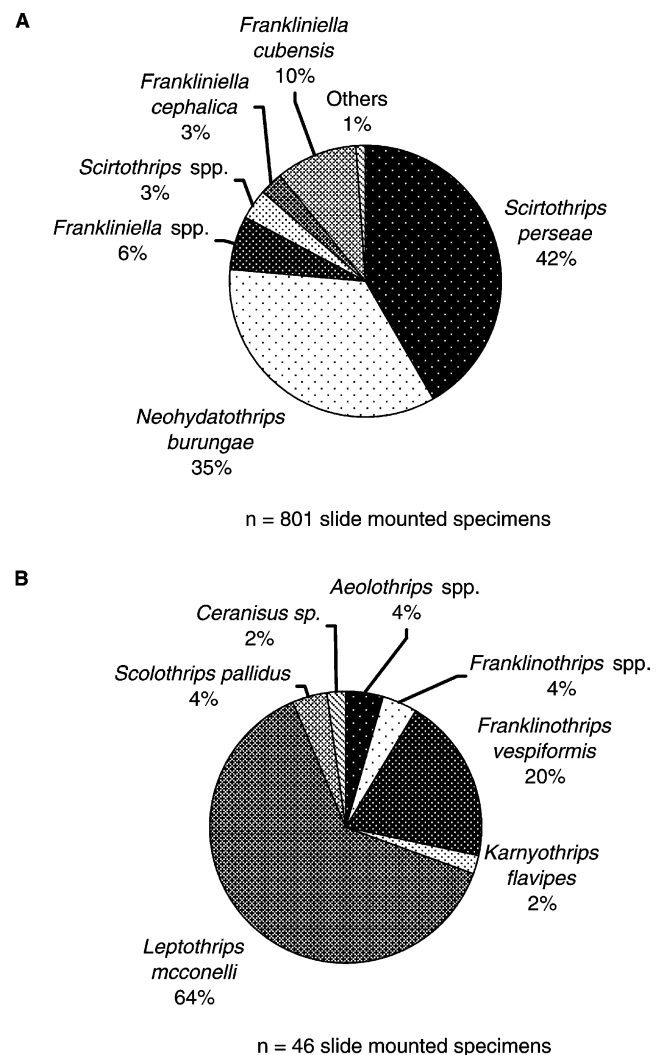 A
Frankliniella
cubensis
10%
Frankliniella
cephalica
3%
Others
1%
Scirtothrips spp.
3%
Frankliniella spp.
6%
Scirtothrips
perseae
42%
Neohydatothrips
burungae
35%
n = 801 slide mounted specimens
B
Aeolothrips spp.
4%
Ceranisus sp.
2%
Franklinothrips spp.
4%
Scolothrips pallidus
4%
Franklinothrips
vespiformis
20%
Karnyothrips
flavipes
2%
Leptothrips
mcconelli
64%
n = 46 slide mounted specimens